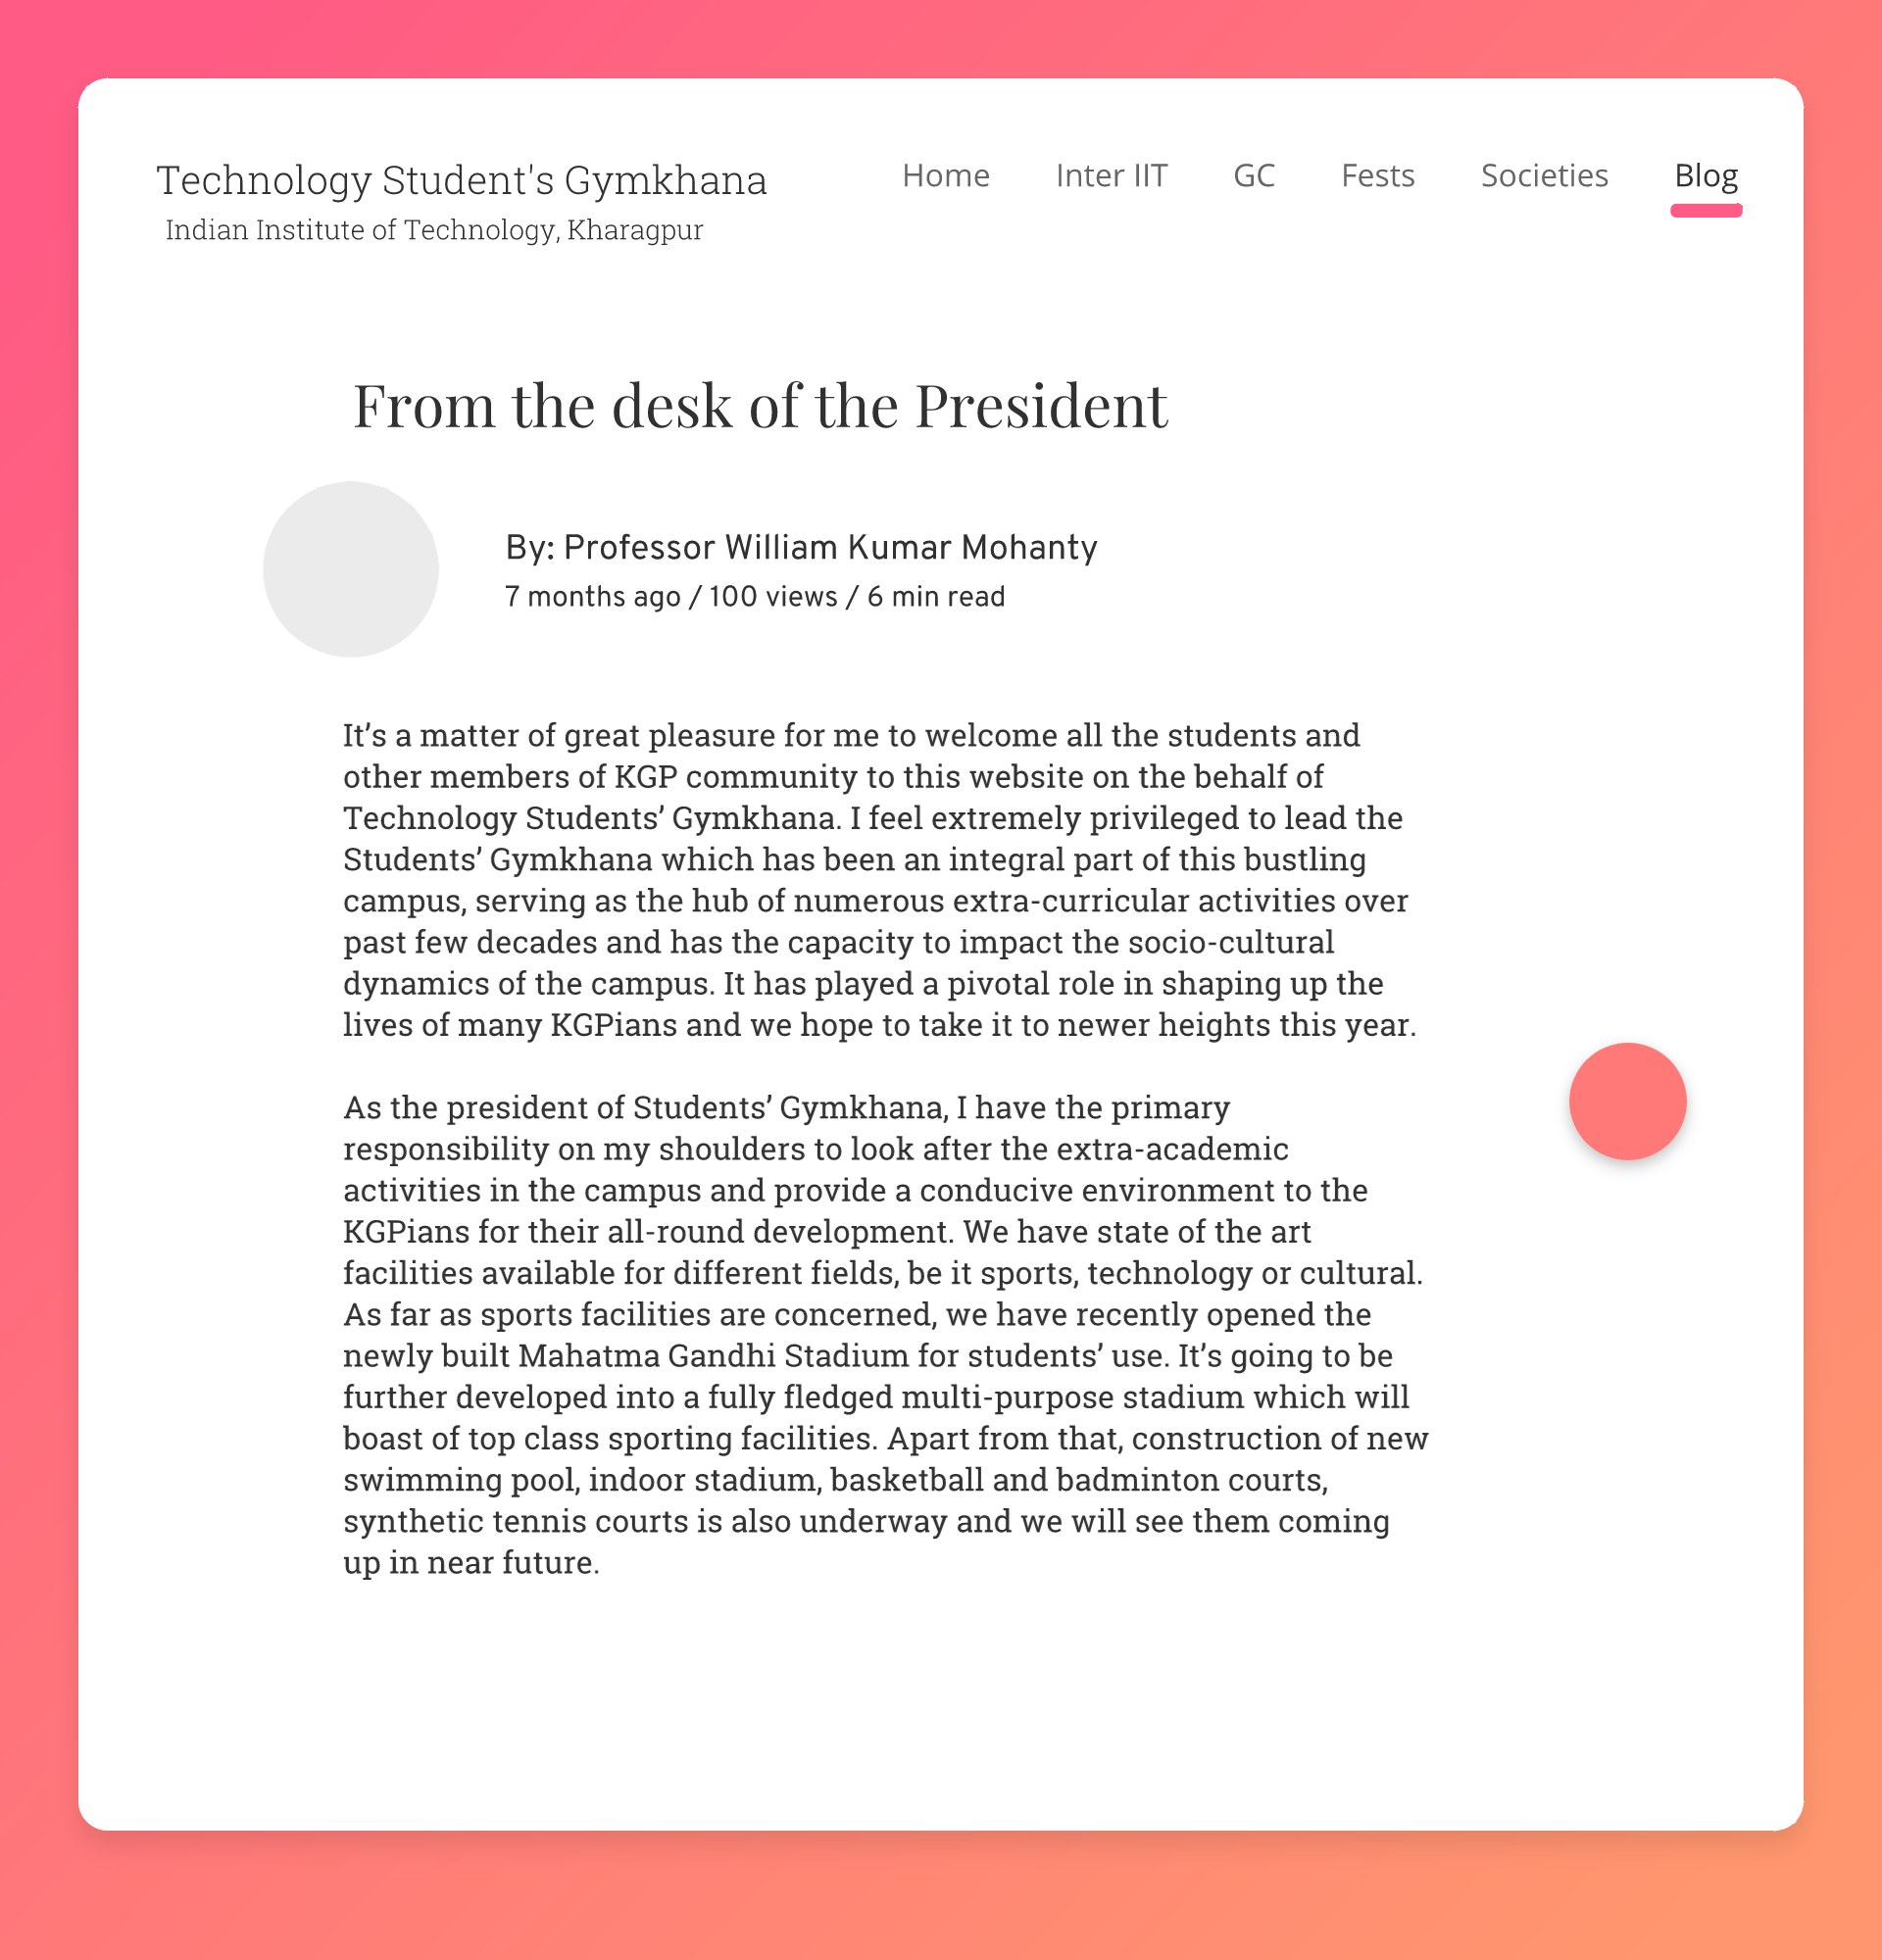 Technology Student's Gymkhana
Indian Institute of Technology, Kharagpur
Home Inter IIT GC Fests Societies Blog
From the desk of the President
By: Professor William Kumar Mohanty
7 months ago / 100 views / 6 min read
It’s a matter of great pleasure for me to welcome all the students and
other members of KGP community to this website on the behalf of
Technology Students’ Gymkhana. I feel extremely privileged to lead the
Students’ Gymkhana which has been an integral part of this bustling
campus, serving as the hub of numerous extra-curricular activities over
past few decades and has the capacity to impact the socio-cultural
dynamics of the campus. It has played a pivotal role in shaping up the
lives of many KGPians and we hope to take it to newer heights this year.
As the president of Students’ Gymkhana, I have the primary
responsibility on my shoulders to look after the extra-academic
activities in the campus and provide a conducive environment to the
KGPians for their all-round development. We have state of the art
facilities available for different fields, be it sports, technology or cultural.
As far as sports facilities are concerned, we have recently opened the
newly built Mahatma Gandhi Stadium for students’ use. It’s going to be
further developed into a fully fledged multi-purpose stadium which will
boast of top class sporting facilities. Apart from that, construction of new
swimming pool, indoor stadium, basketball and badminton courts,
synthetic tennis courts is also underway and we will see them coming
up in near future.